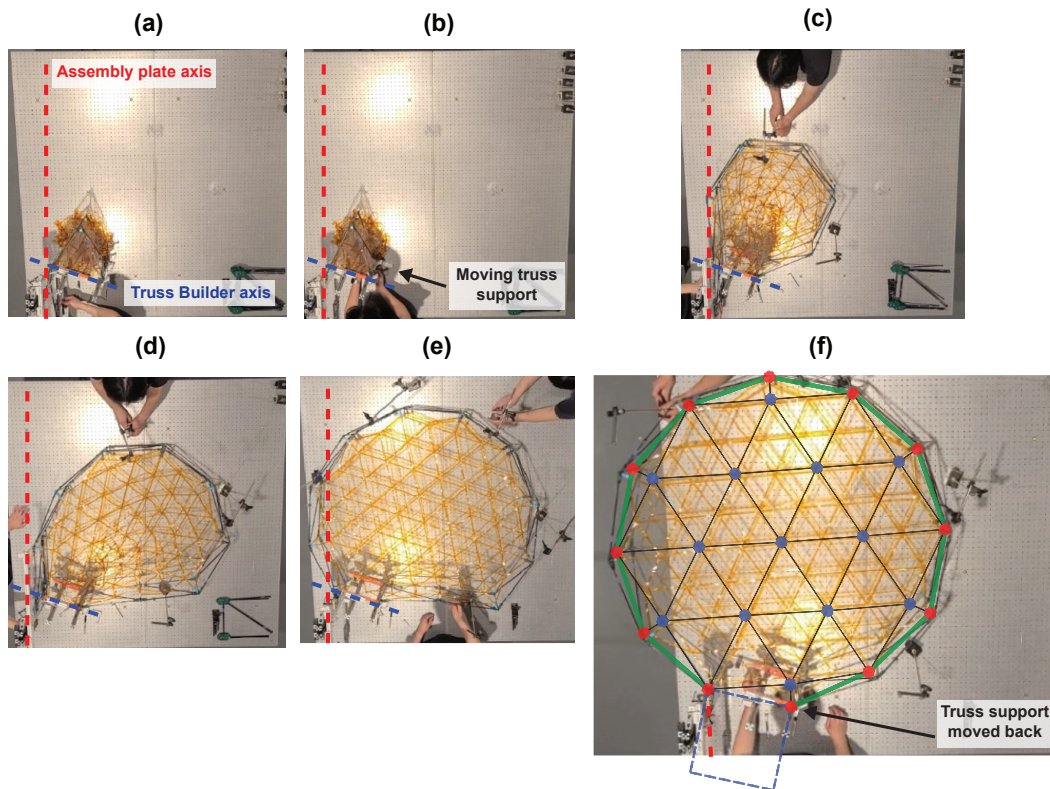 (a)
(b)
(c)
Assembly plate axis
Truss Builder axis
Moving truss
support
(d)
(e)
(f)
Truss support
moved back